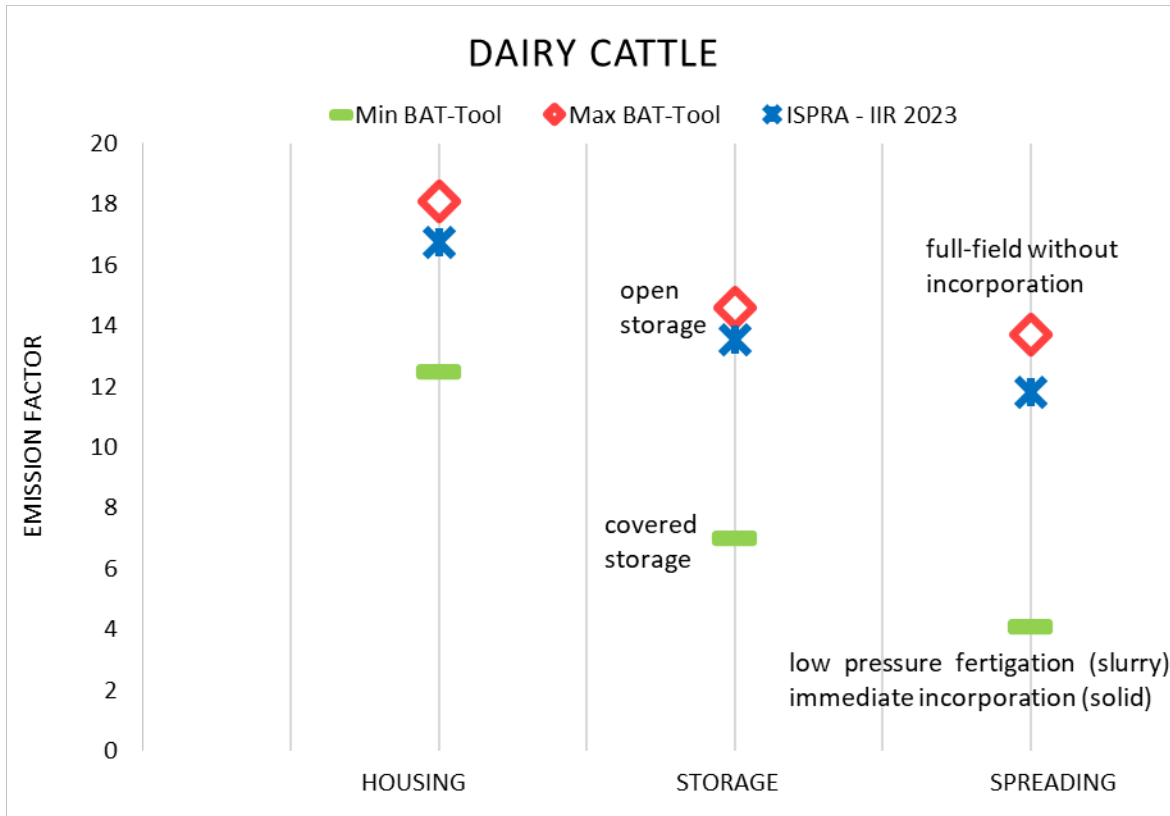 DAIRY CATTLE
Min BAT-Tool Max BAT-Tool ISPRA - IIR 2023
EMISSION FACTOR
20
18
16
14
12
10
8
6
4
2
0
full-field without
incorporation
open
storage
covered
storage
low pressure fertigation (slurry)
immediate incorporation (solid)
HOUSING STORAGE SPREADING